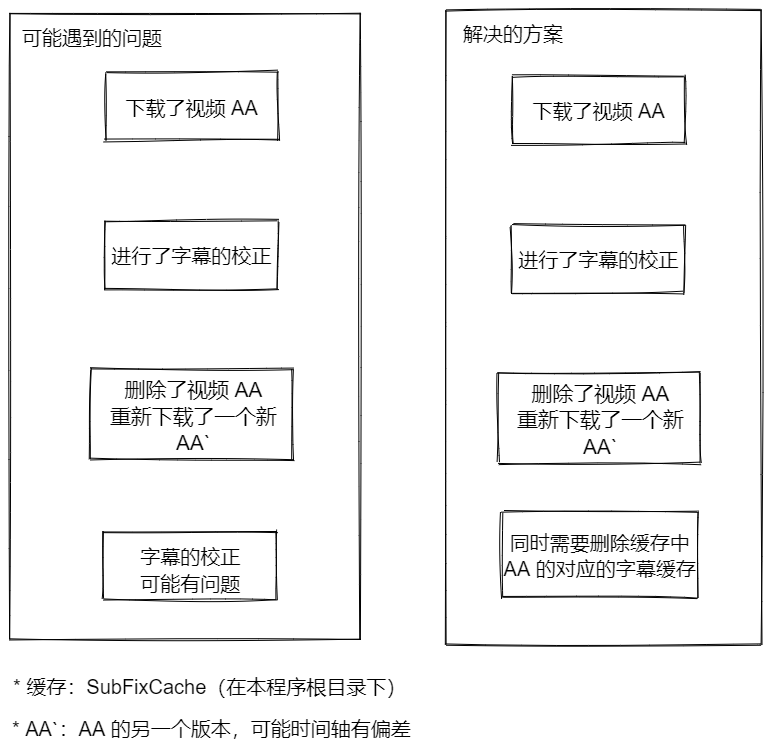 可能遇到的问题
下载了视频 AA
进行了字幕的校正
删除了视频 AA
重新下载了一个新
AA`
字幕的校正
可能有问题
解决的方案
下载了视频 AA
进行了字幕的校正
删除了视频 AA
重新下载了一个新
AA`
同时需要删除缓存中
AA 的对应的字幕缓存
* 缓存：SubFixCache（在本程序根目录下）
* AA`：AA 的另一个版本，可能时间轴有偏差